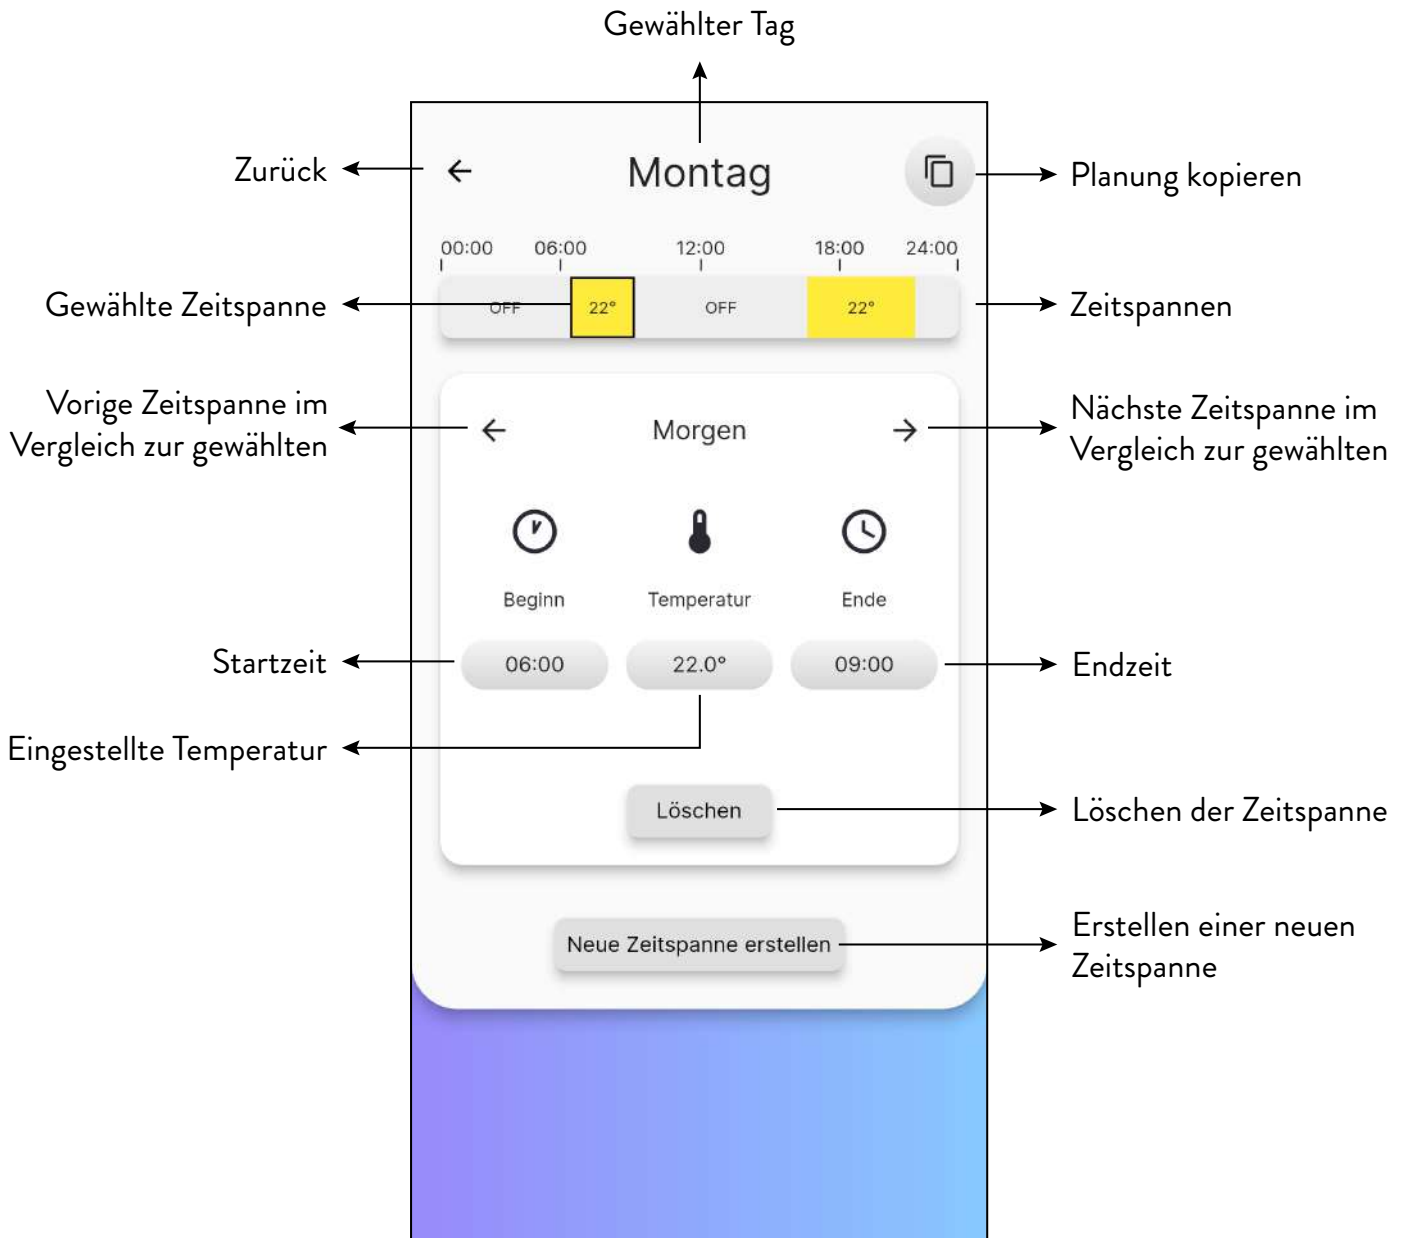 Gewählter Tag
Zurück
Montag
Planung kopieren
00:00 06:00 12:00 18:00 24:00
Gewählte Zeitspanne
OFF 22° OFF 22°
Zeitspannen
Vorige Zeitspanne im
Vergleich zur gewählten
Morgen
Nächste Zeitspanne im
Vergleich zur gewählten
Beginn Temperatur Ende
Startzeit
06:00 22.0° 09:00
Endzeit
Eingestellte Temperatur
Löschen
Löschen der Zeitspanne
Neue Zeitspanne erstellen
Erstellen einer neuen
Zeitspanne